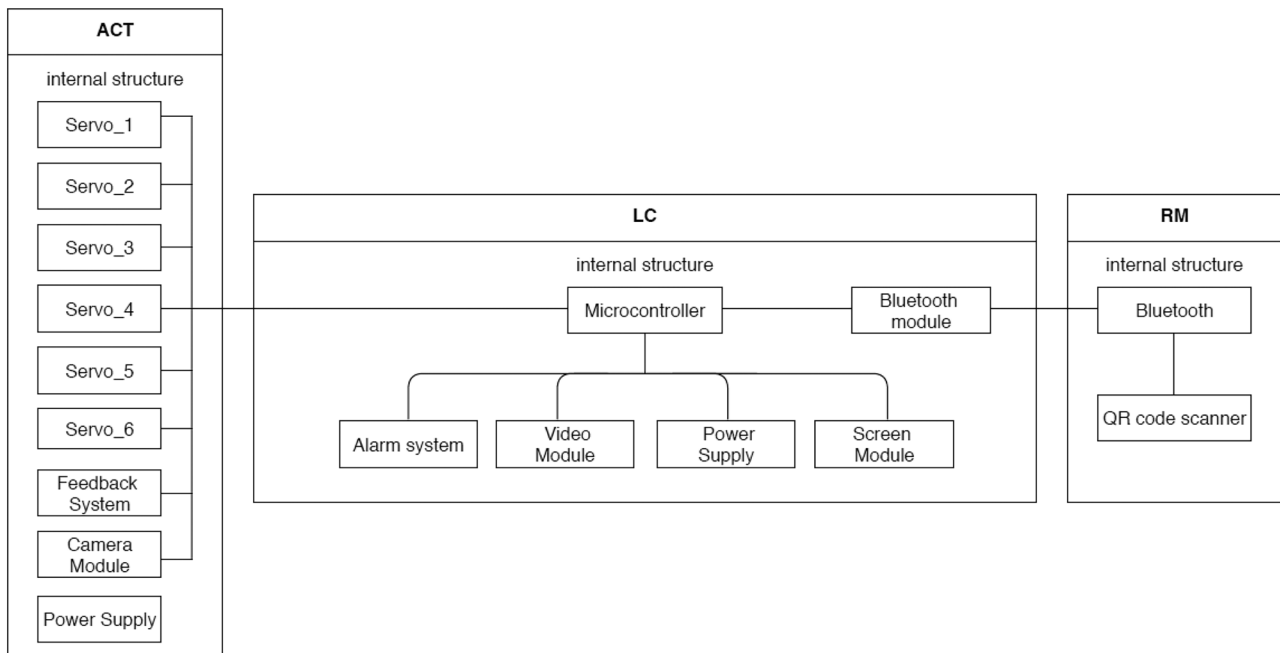 ACT
internal structure
Servo_1
Servo_2
Servo_3
Servo_4
Servo_5
Servo_6
Feedback
System
Camera
Module
Power Supply
LC
internal structure
Microcontroller
Bluetooth
module
Alarm system
Video
Module
Power
Supply
Screen
Module
RM
internal structure
Bluetooth
QR code scanner